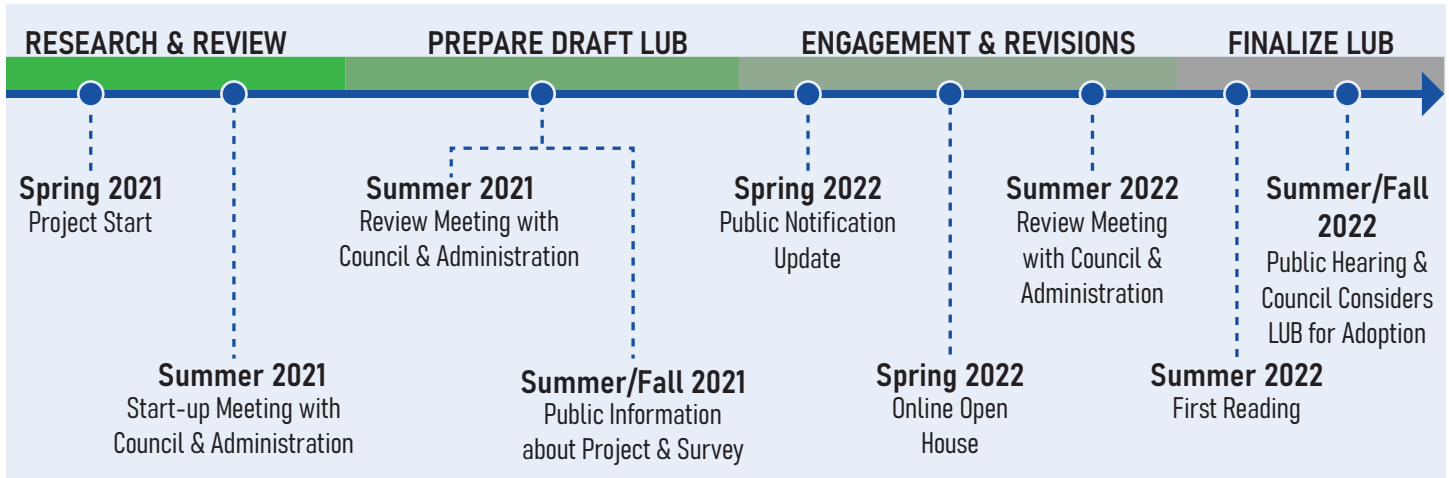 RESEARCH & REVIEW
PREPARE DRAFT LUB
ENGAGEMENT & REVISIONS
FINALIZE LUB
Spring 2021
Project Start
Summer 2021
Start-up Meeting with
Council & Administration
Summer 2021
Review Meeting with
Council & Administration
Summer/Fall 2021
Public Information
about Project & Survey
Spring 2022
Public Notification
Update
Spring 2022
Online Open
House
Summer 2022
Review Meeting
with Council &
Administration
Summer 2022
First Reading
Summer/Fall
2022
Public Hearing &
Council Considers
LUB for Adoption